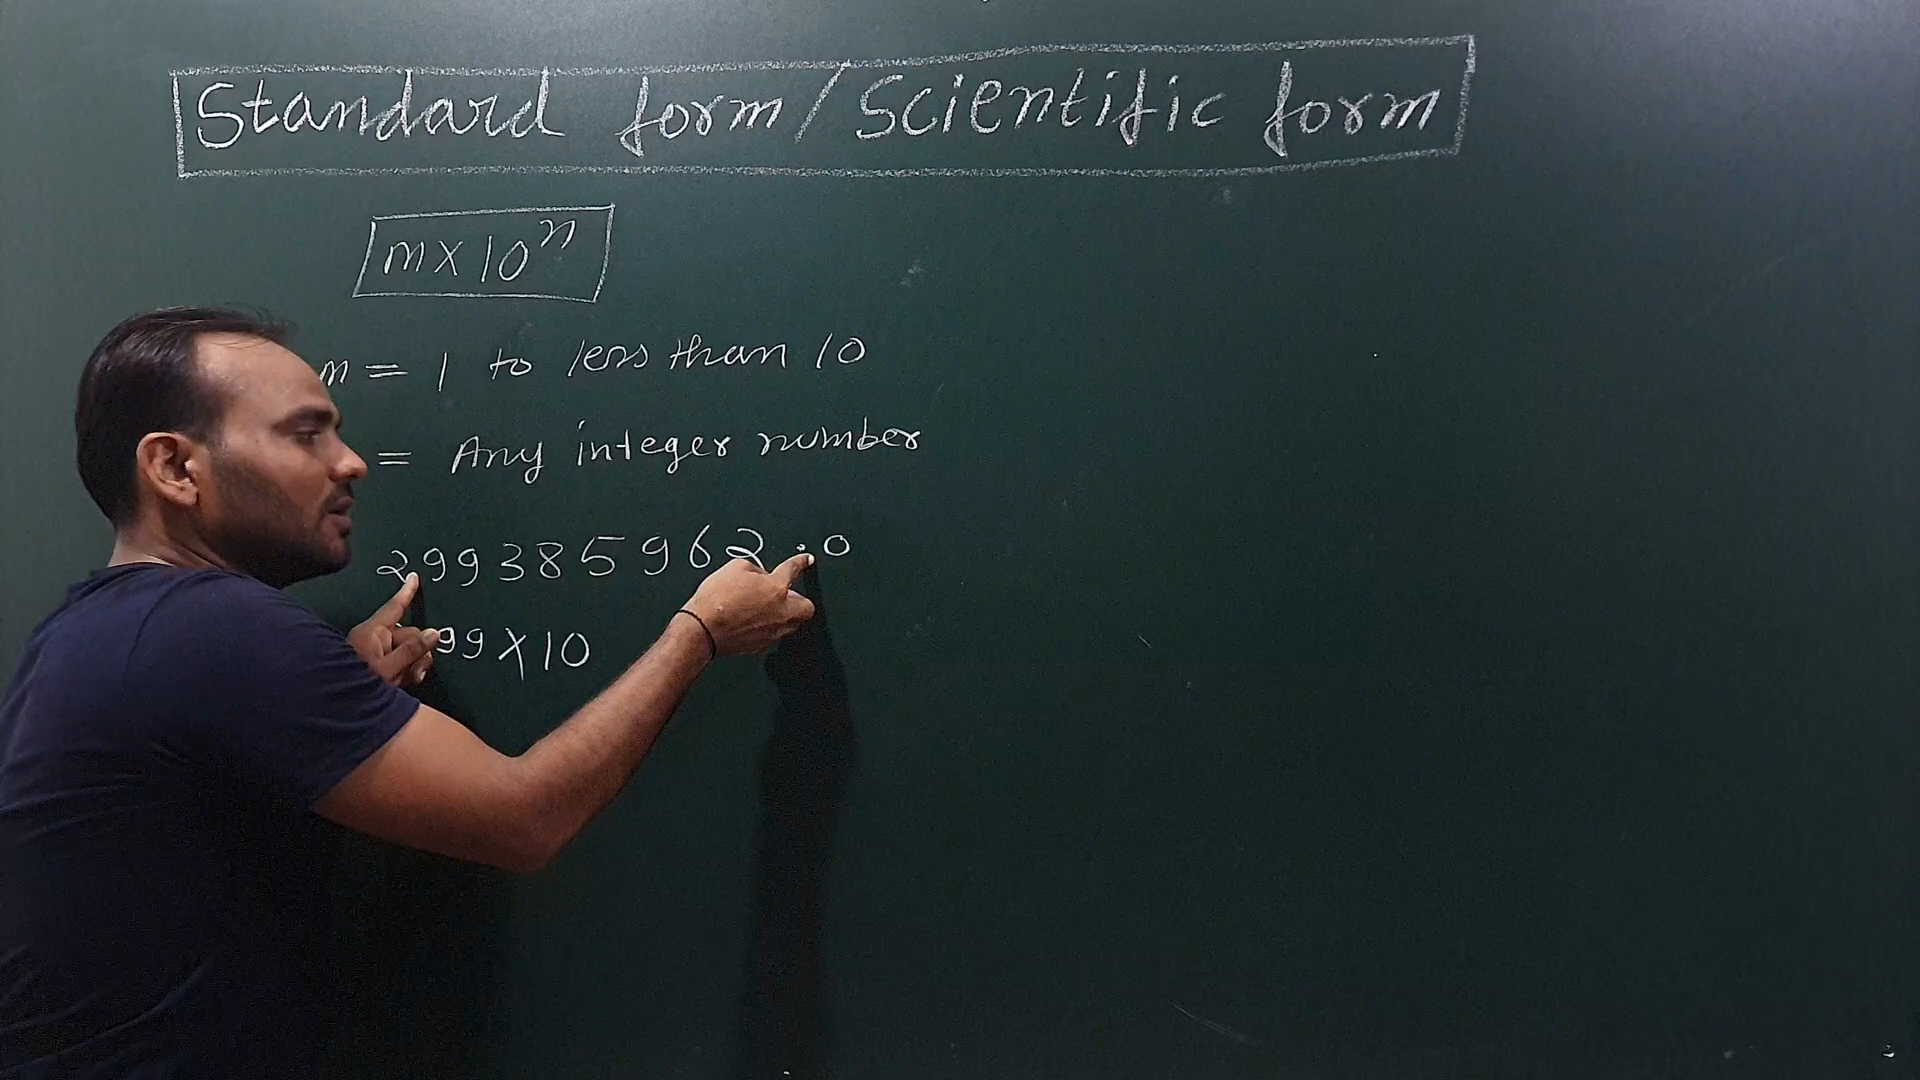 Standard form/Scientific form
m×10ⁿ
m = 1 to less than 10
= Any integer number
299385962.0
99×10